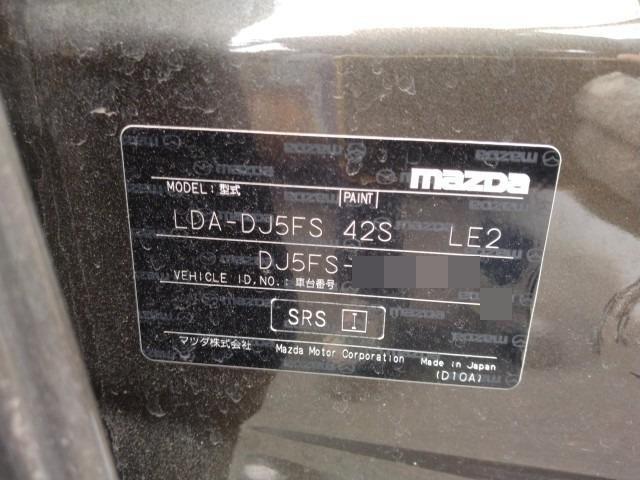 mazda
MODEL: 型式 PAINT
LDA-DJ5FS 42S LE2
DJ5FS-
VEHICLE ID.NO.: 車台番号
SRS I
マツダ株式会社 Mazda Motor Corporation Made in Japan
(D10A)